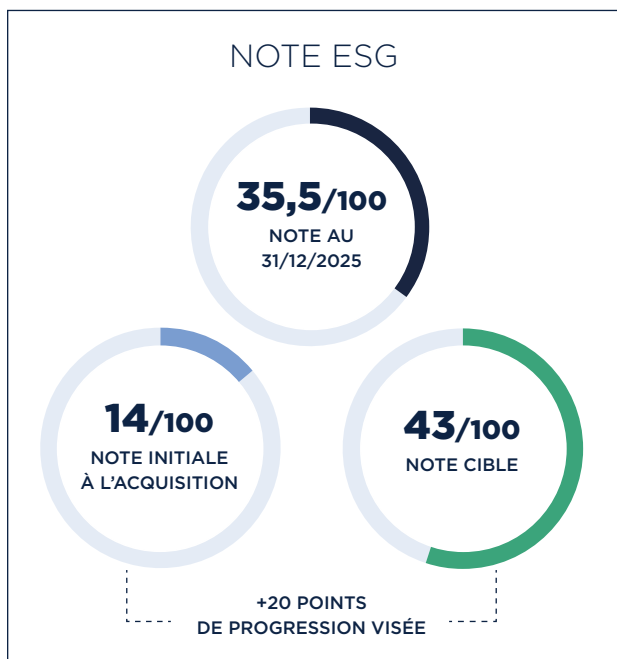 NOTE ESG
35,5/100
NOTE AU
31/12/2025
14/100
NOTE INITIALE
À L’ACQUISITION
43/100
NOTE CIBLE
+20 POINTS
DE PROGRESSION VISÉE